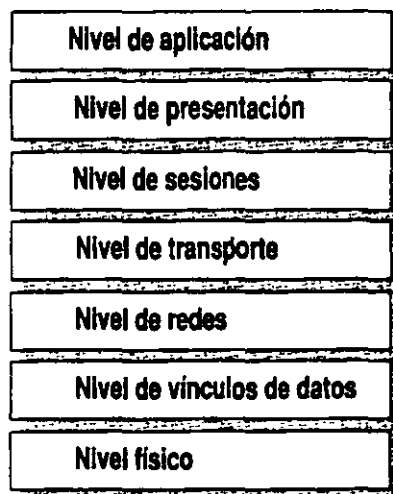 Nivel de aplicación
Nivel de presentación
Nivel de sesiones
Nivel de transporte
Nivel de redes
Nivel de vínculos de datos
Nivel físico